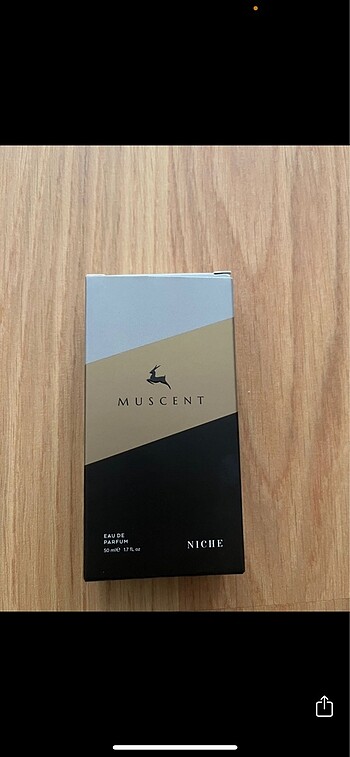 MUSCENT
EAU DE
PARFUM
50 ml℮ 1.7 fl. oz
NICHE